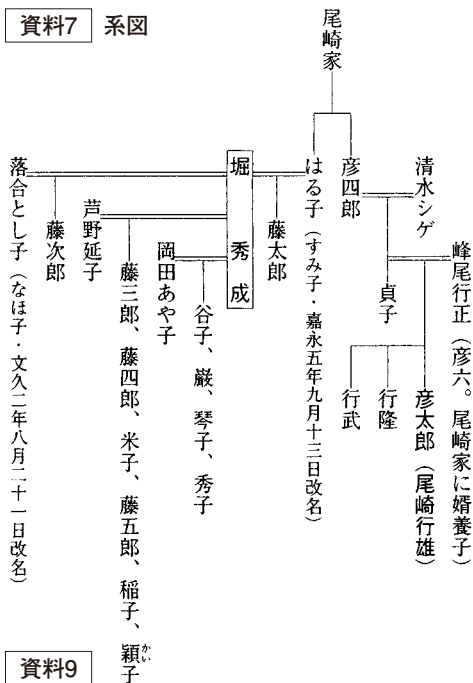 資料7 系図
尾崎家
峰尾行正（彦六。尾崎家に婿養子）
清水シゲ
彦太郎（尾崎行雄）
行隆
行武
貞子
彦四郎
はる子（すみ子・嘉永五年九月十三日改名）
藤太郎
堀秀成
谷子、巌、琴子、秀子
岡田あや子
藤三郎、藤四郎、米子、藤五郎、稲子、穎子
かい
芦野延子
藤次郎
落合とし子（なほ子・文久二年八月二十一日改名）
資料9